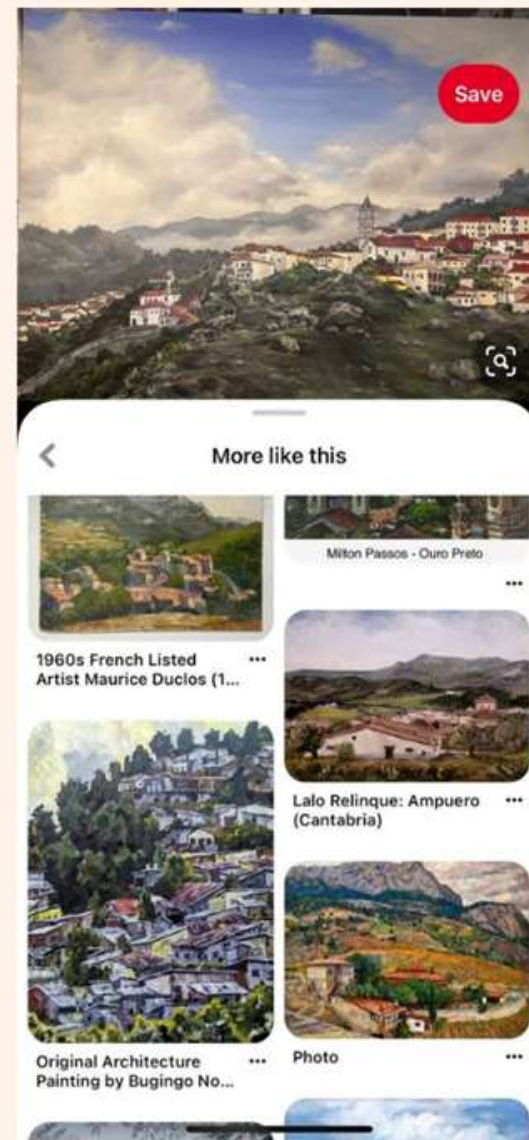 Save
More like this
1960s French Listed
Artist Maurice Duclos (1...
Original Architecture
Painting by Bugingo No...
Milton Passos - Ouro Preto
Lalo Relinque: Ampuero
(Cantabria)
Photo